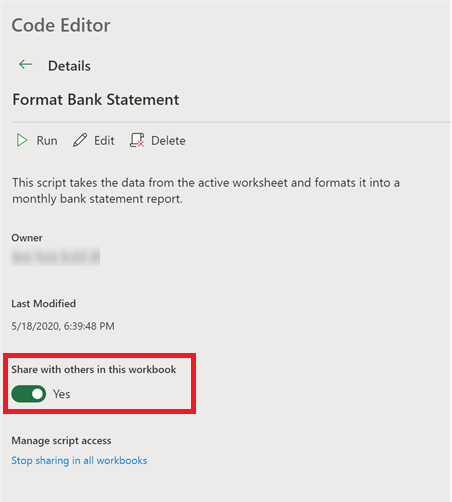 Code Editor
Details
Format Bank Statement
Run Edit Delete
This script takes the data from the active worksheet and formats it into a
monthly bank statement report.
Owner
Last Modified
5/18/2020, 6:39:48 PM
Share with others in this workbook
Yes
Manage script access
Stop sharing in all workbooks